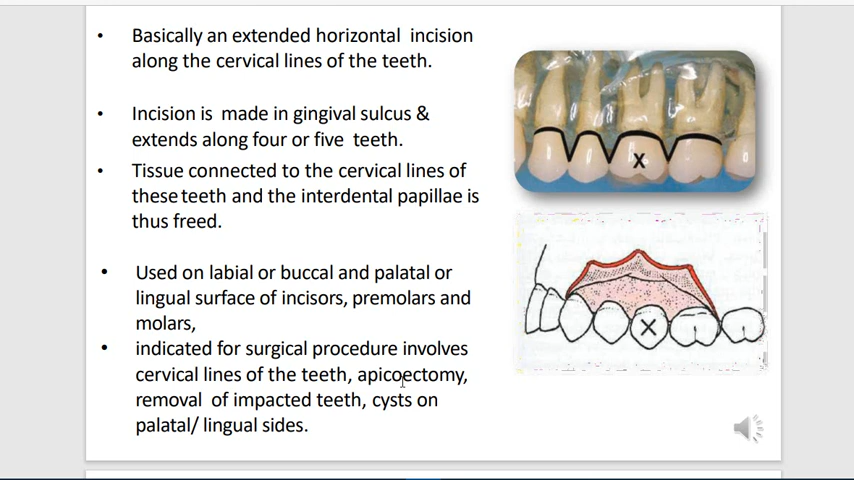 • Basically an extended horizontal incision
along the cervical lines of the teeth.
• Incision is made in gingival sulcus &
extends along four or five teeth.
• Tissue connected to the cervical lines of
these teeth and the interdental papillae is
thus freed.
• Used on labial or buccal and palatal or
lingual surface of incisors, premolars and
molars,
• indicated for surgical procedure involves
cervical lines of the teeth, apicoectomy,
removal of impacted teeth, cysts on
palatal/ lingual sides.
X
X